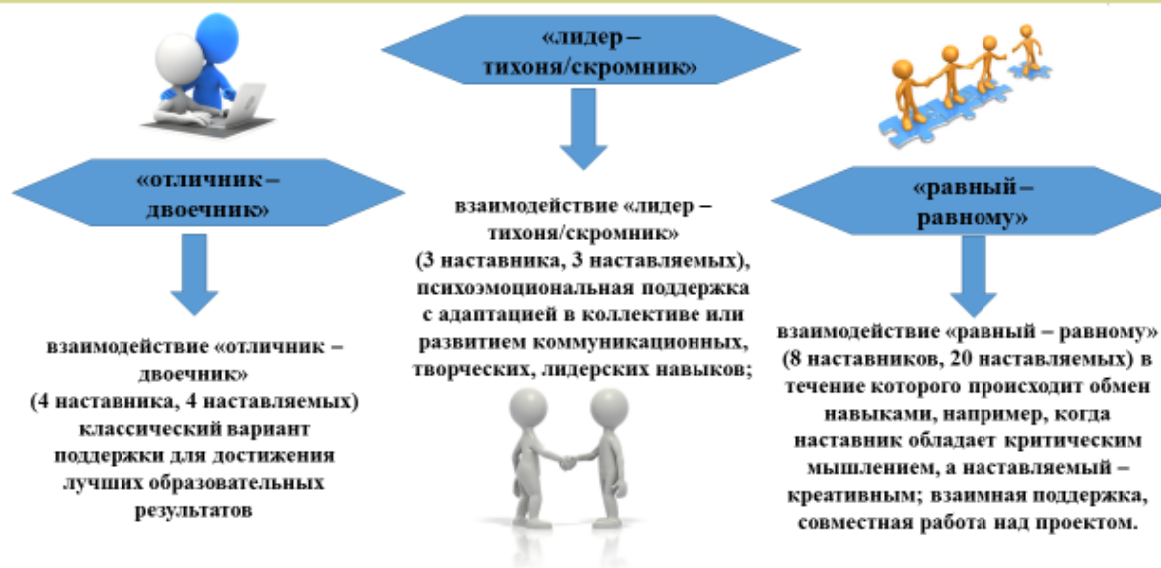 «отличник –
двоечник»
взаимодействие «отличник –
двоечник»
(4 наставника, 4 наставляемых)
классический вариант
поддержки для достижения
лучших образовательных
результатов
«лидер –
тихоня/скромник»
взаимодействие «лидер –
тихоня/скромник»
(3 наставника, 3 наставляемых),
психоэмоциональная поддержка
с адаптацией в коллективе или
развитием коммуникационных,
творческих, лидерских навыков;
«равный –
равному»
взаимодействие «равный – равному»
(8 наставников, 20 наставляемых) в
течение которого происходит обмен
навыками, например, когда
наставник обладает критическим
мышлением, а наставляемый –
креативным; взаимная поддержка,
совместная работа над проектом.